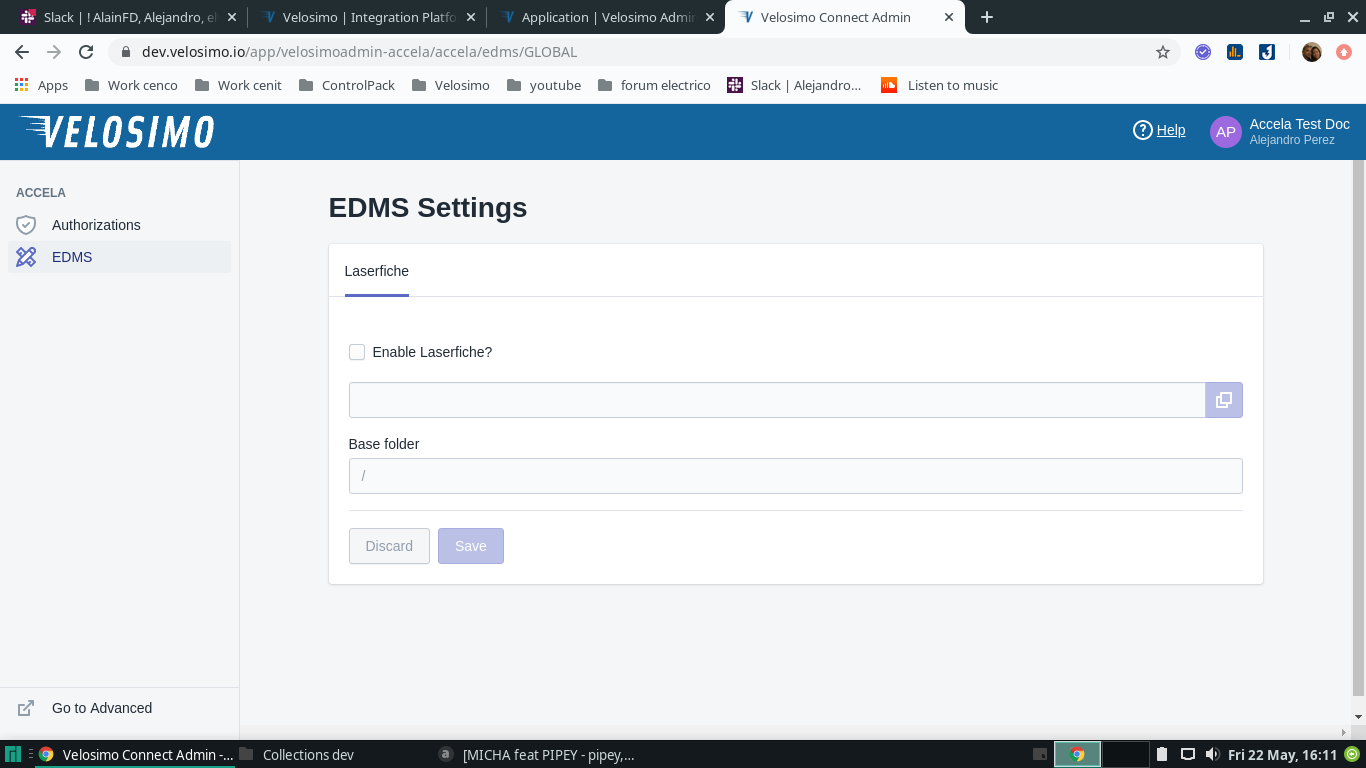 Slack | ! AlainFD, Alejandro, el
Velosimo | Integration Platfo
Application | Velosimo Admin
Velosimo Connect Admin
dev.velosimo.io/app/velosimoadmin-accela/accela/edms/GLOBAL
Apps
Work cenco
Work cenit
ControlPack
Velosimo
youtube
forum electrico
Slack | Alejandro...
Listen to music
VELOSIMO
? Help
AP
Accela Test Doc
Alejandro Perez
ACCELA
Authorizations
EDMS
EDMS Settings
Laserfiche
Enable Laserfiche?
Base folder
/
Discard
Save
Go to Advanced
Velosimo Connect Admin -...
Collections dev
a
[MICHA feat PIPEY - pipey,...
Fri 22 May, 16:11